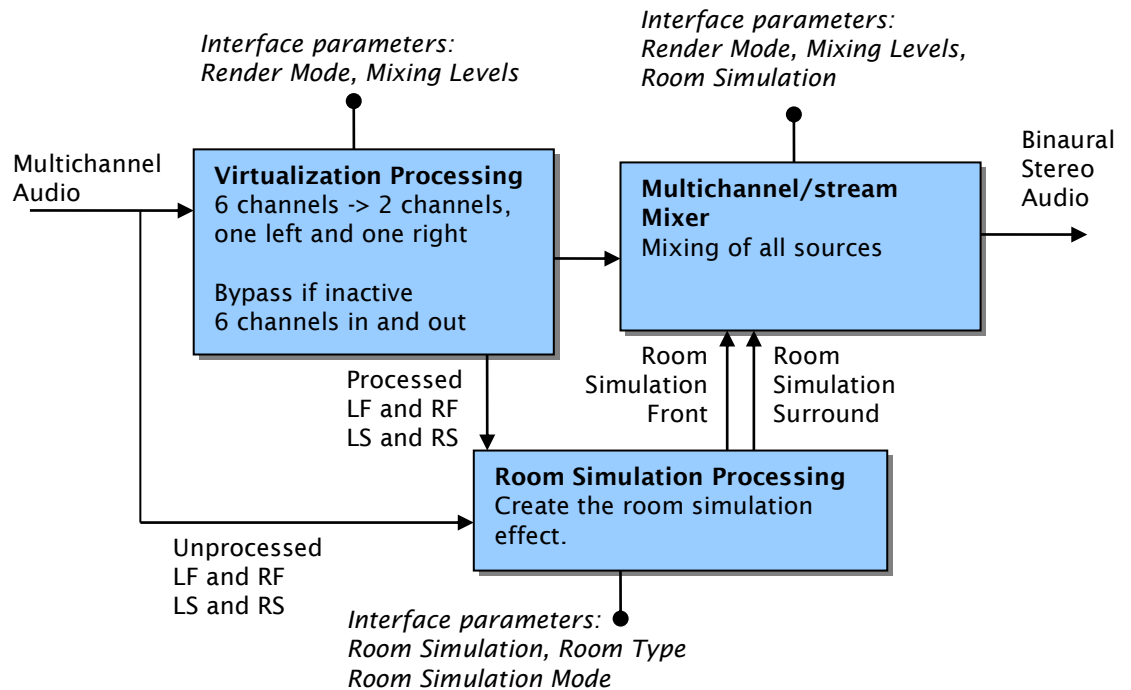 Interface parameters:
Render Mode, Mixing Levels
Interface parameters:
Render Mode, Mixing Levels,
Room Simulation
Multichannel
Audio
Virtualization Processing
6 channels -> 2 channels,
one left and one right
Bypass if inactive
6 channels in and out
Multichannel/stream
Mixer
Mixing of all sources
Binaural
Stereo
Audio
Processed
LF and RF
LS and RS
Room
Simulation
Front
Room
Simulation
Surround
Room Simulation Processing
Create the room simulation
effect.
Unprocessed
LF and RF
LS and RS
Interface parameters:
Room Simulation, Room Type
Room Simulation Mode